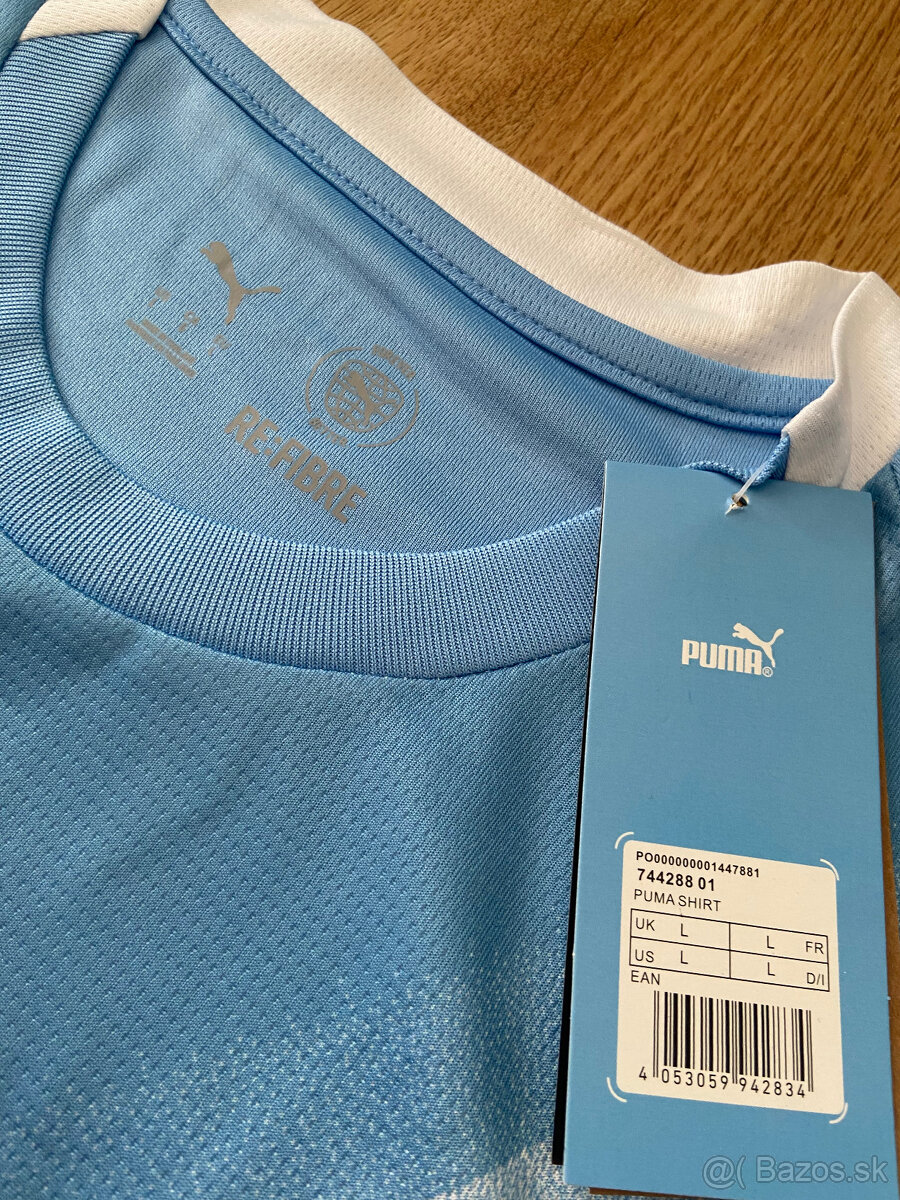 RE:FIBRE
PUMA®
PO000000001447881
744288 01
PUMA SHIRT
UK L L FR
US L L D/I
EAN
4 053059 942834
@( Bazos.sk